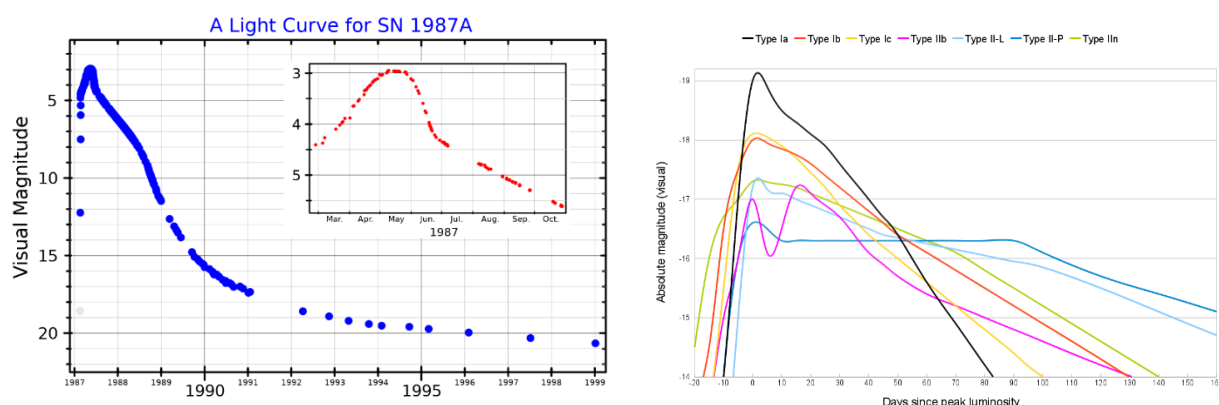 A Light Curve for SN 1987A
Visual Magnitude
5
10
15
20
1987
1988
1989
1990
1991
1992
1993
1994
1995
1996
1997
1998
1999
3
4
5
Mar.
Apr.
May
Jun.
Jul.
Aug.
Sep.
Oct.
1987
Type Ia Type Ib Type Ic Type IIb Type II-L Type II-P Type IIn
Absolute magnitude (visual)
-19
-18
-17
-16
-15
-14
-20 -10 0 10 20 30 40 50 60 70 80 90 100 110 120 130 140 150
Days since peak luminosity